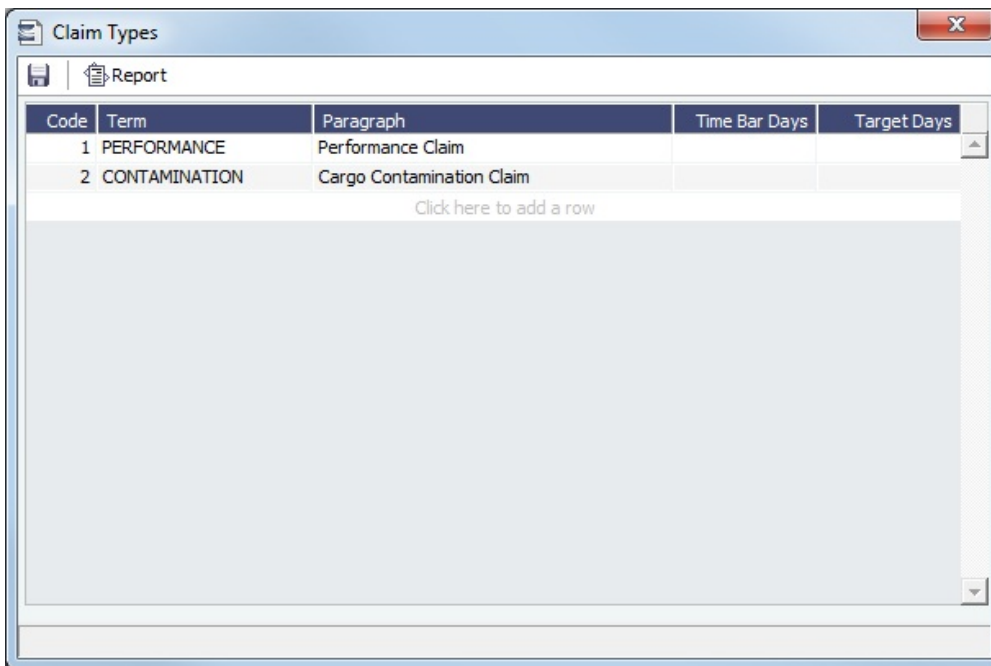 Claim Types
Report
Code Term Paragraph Time Bar Days Target Days
1 PERFORMANCE Performance Claim
2 CONTAMINATION Cargo Contamination Claim
Click here to add a row